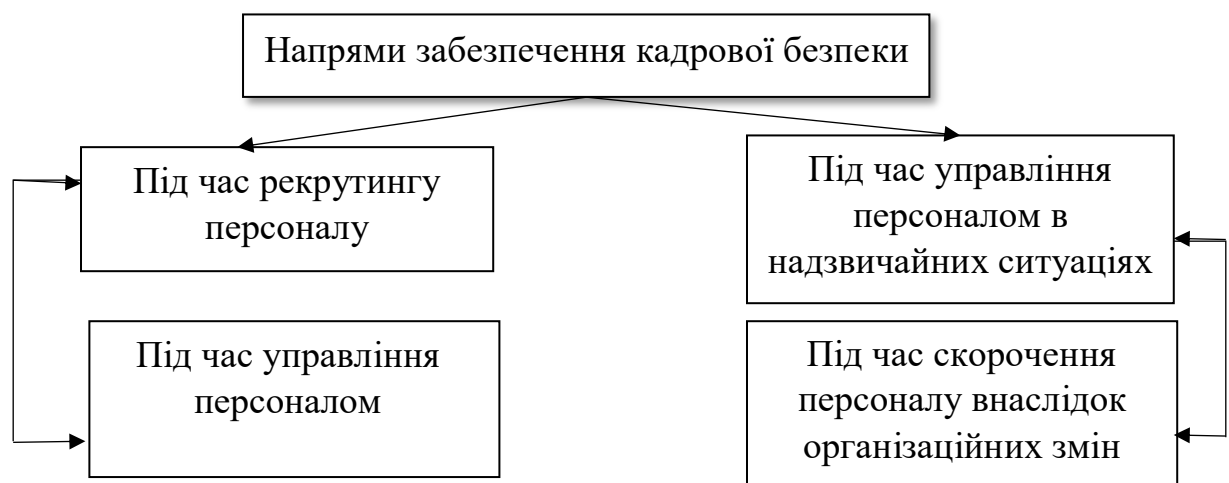 Напрями забезпечення кадрової безпеки
Під час рекрутингу
персоналу
Під час управління
персоналом в
надзвичайних ситуаціях
Під час управління
персоналом
Під час скорочення
персоналу внаслідок
організаційних змін